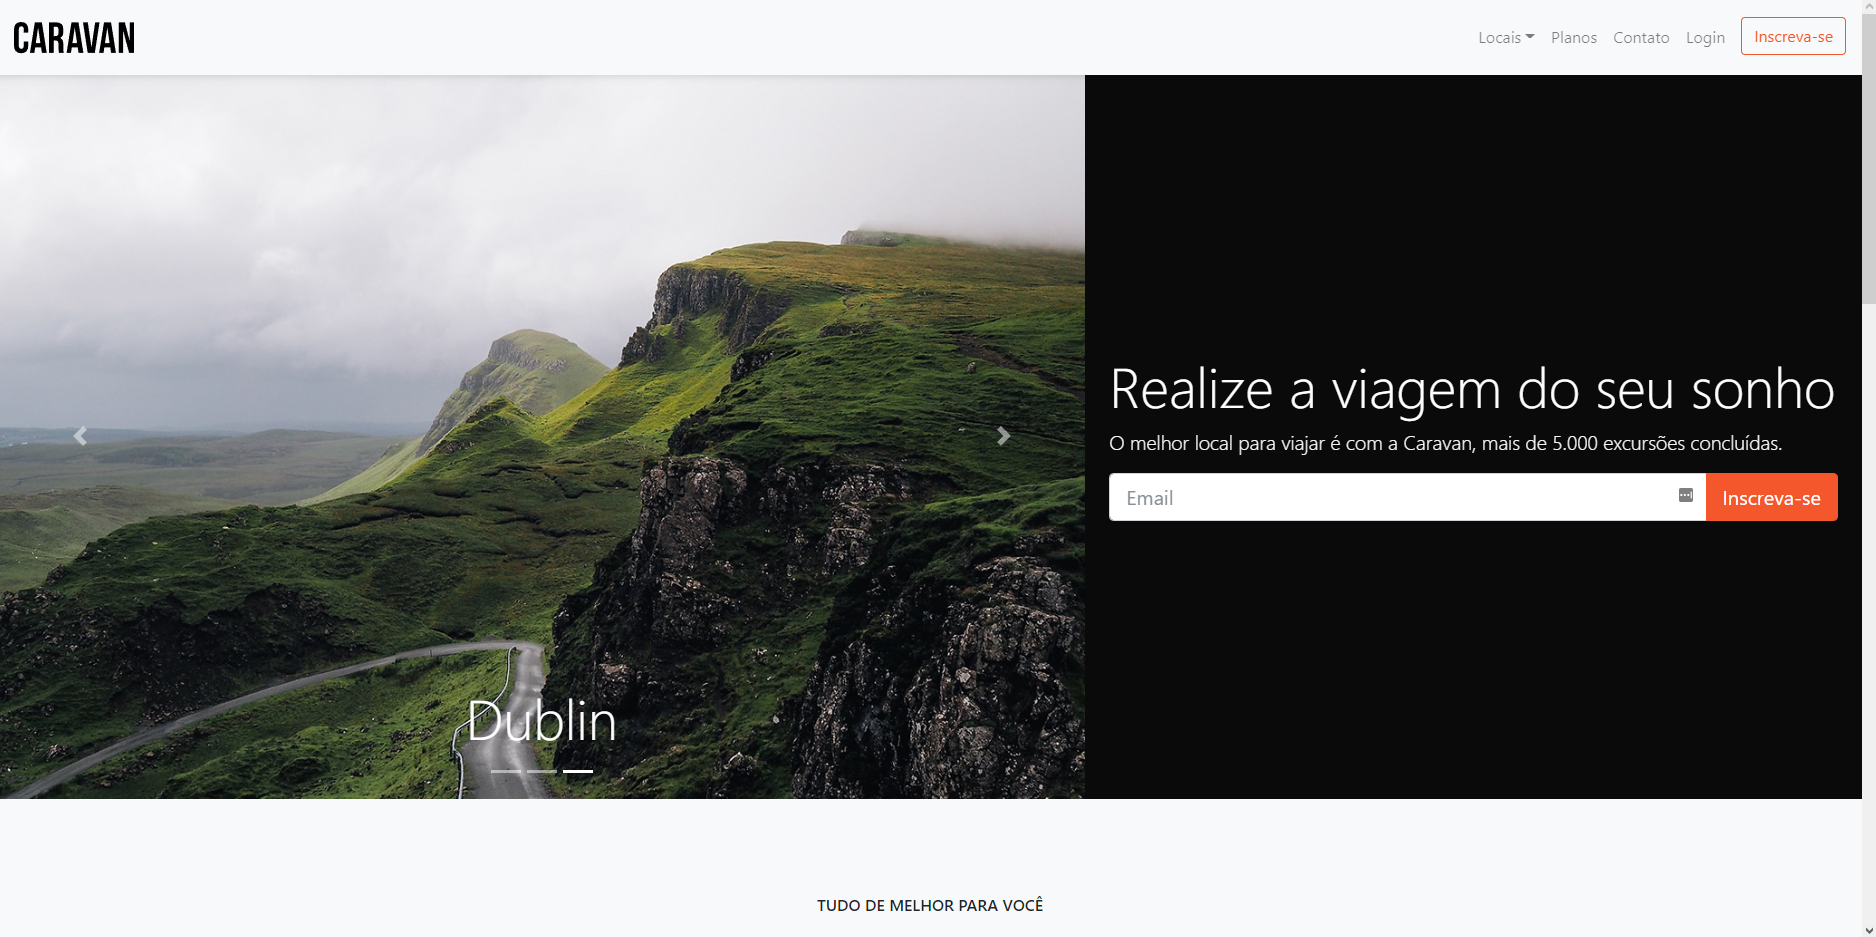 CARAVAN
Locais
Planos
Contato
Login
Inscreva-se
Realize a viagem do seu sonho
O melhor local para viajar é com a Caravan, mais de 5.000 excursões concluídas.
Email
Inscreva-se
Dublin
TUDO DE MELHOR PARA VOCÊ